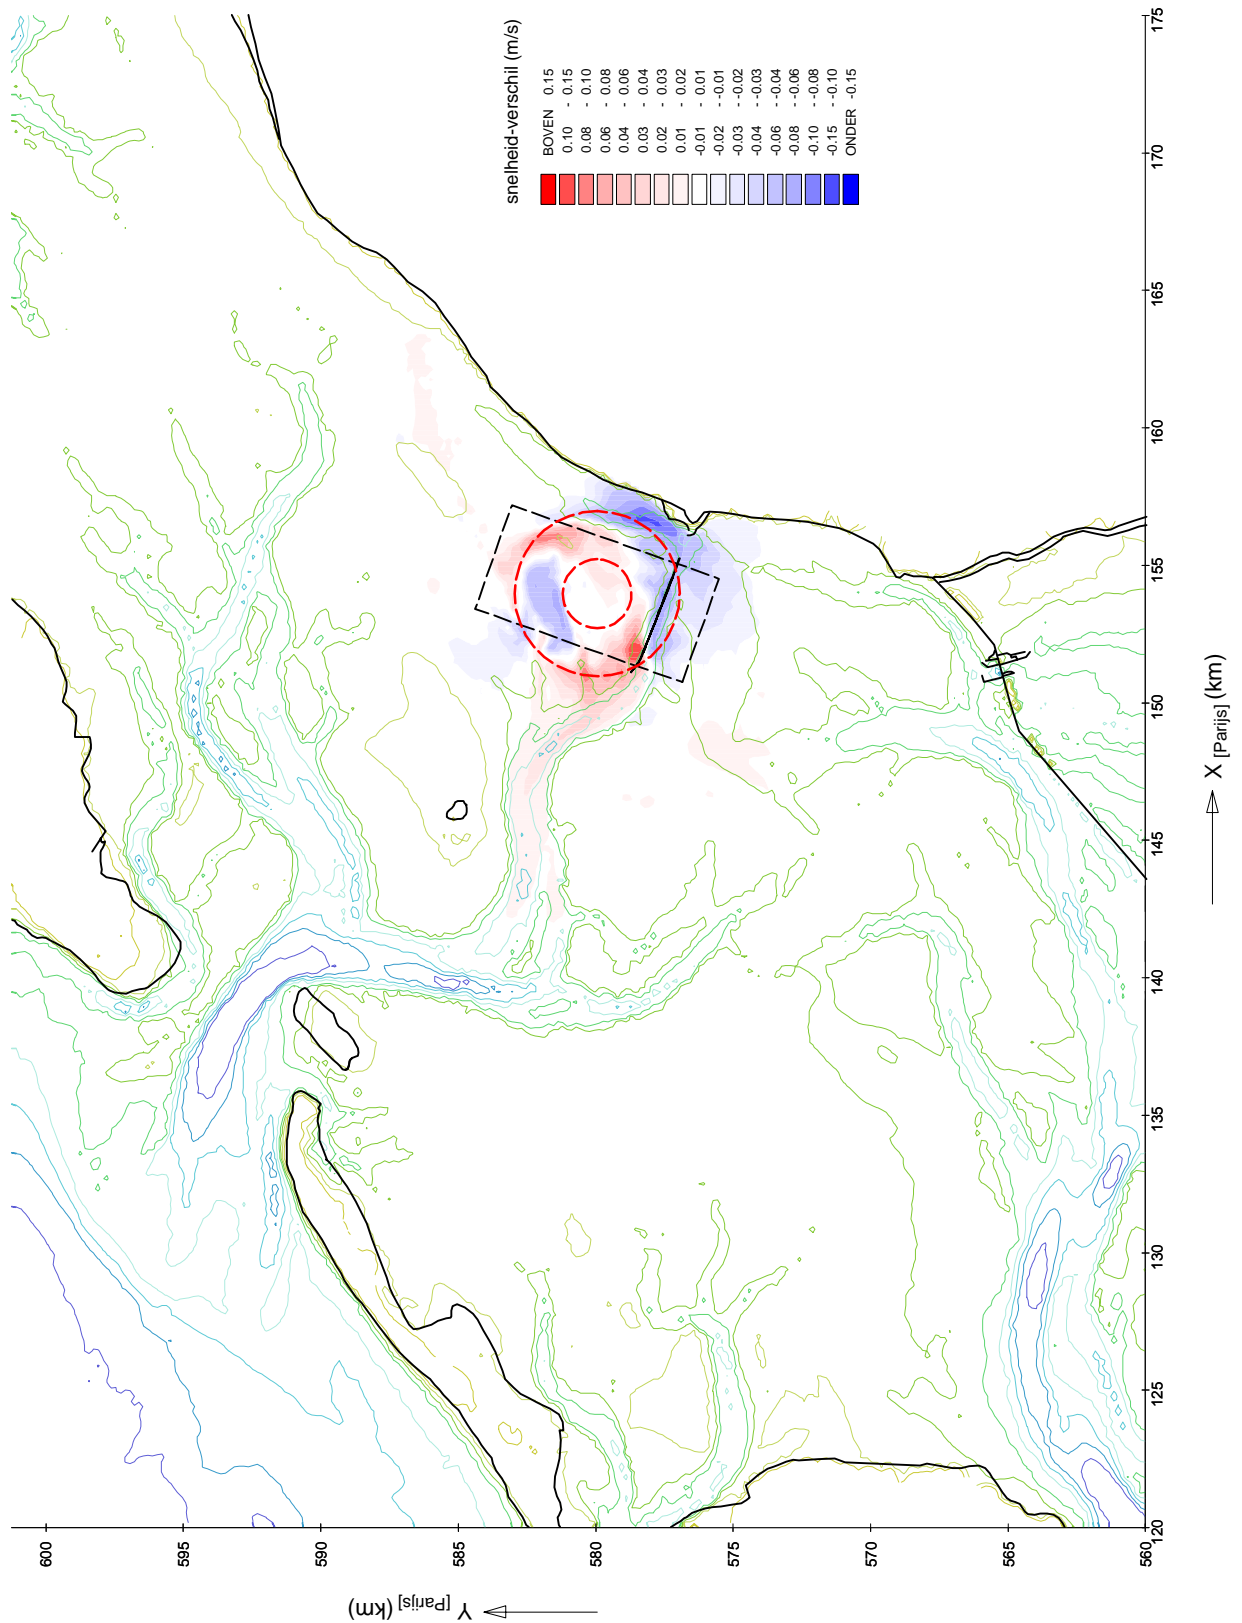 snelheid-verschil (m/s)
BOVEN 0.15
0.10 - 0.15
0.08 - 0.10
0.06 - 0.08
0.04 - 0.06
0.03 - 0.04
0.02 - 0.03
0.01 - 0.02
-0.01 - 0.01
-0.02 - -0.01
-0.03 - -0.02
-0.04 - -0.03
-0.06 - -0.04
-0.08 - -0.06
-0.10 - -0.08
-0.15 - -0.10
ONDER -0.15
600
595
590
585
580
575
570
565
560
Y [Parijs] (km)
120
125
130
135
140
145
150
155
160
165
170
175
X [Parijs] (km)